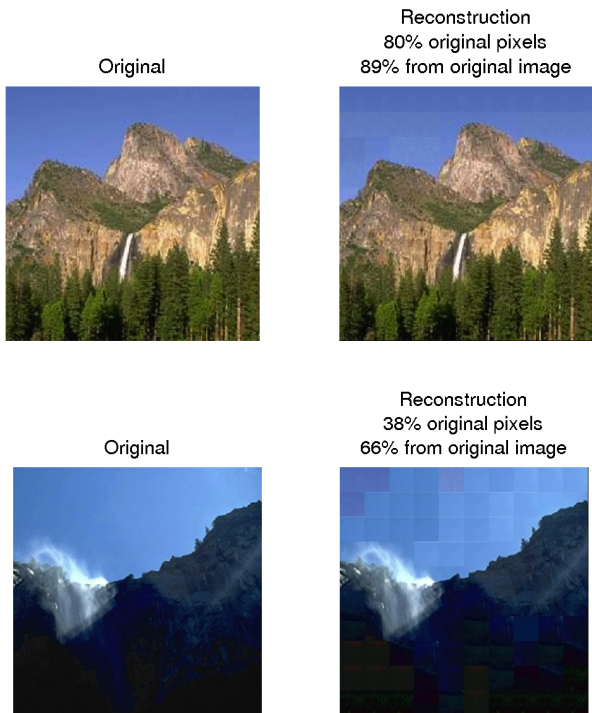 Original
Reconstruction
80% original pixels
89% from original image
Original
Reconstruction
38% original pixels
66% from original image